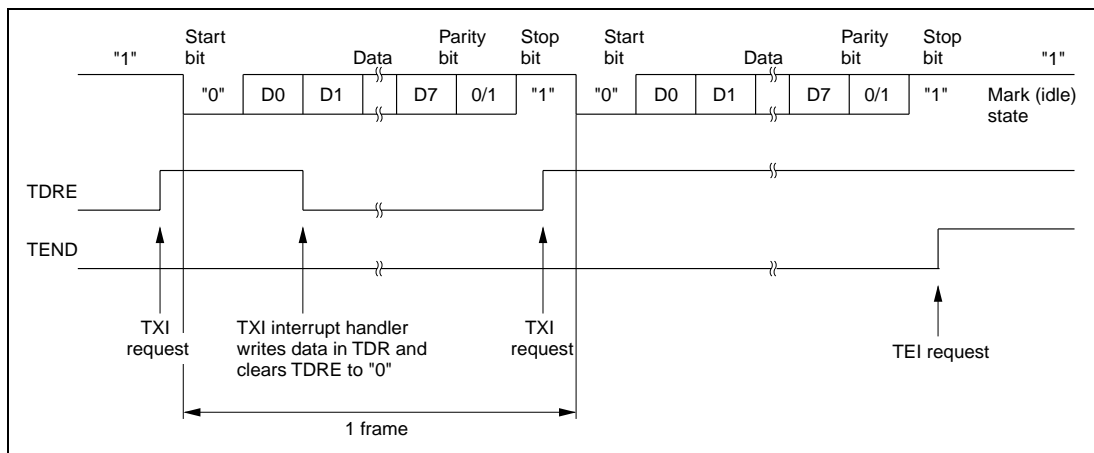 Start bit Data Parity bit Stop bit Start bit Data Parity bit Stop bit
"1" "1"
"0" D0 D1 D7 0/1 "1" "0" D0 D1 D7 0/1 "1" Mark (idle) state
TDRE
TEND
TXI request
TXI interrupt handler
writes data in TDR and
clears TDRE to "0"
TXI request
TEI request
1 frame